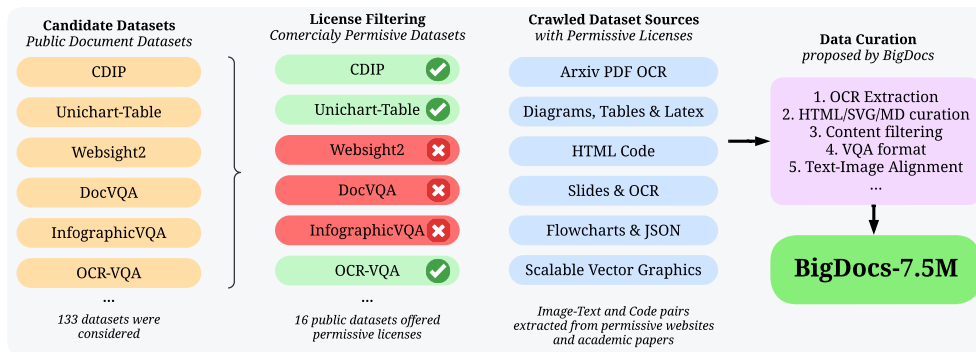 Candidate Datasets
Public Document Datasets
CDIP
Unichart-Table
Websight2
DocVQA
InfographicVQA
OCR-VQA
...
133 datasets were
considered
License Filtering
Comercialy Permisive Datasets
CDIP
Unichart-Table
Websight2
DocVQA
InfographicVQA
OCR-VQA
...
16 public datasets offered
permissive licenses
Crawled Dataset Sources
with Permissive Licenses
Arxiv PDF OCR
Diagrams, Tables & Latex
HTML Code
Slides & OCR
Flowcharts & JSON
Scalable Vector Graphics
Image-Text and Code pairs
extracted from permissive websites
and academic papers
Data Curation
proposed by BigDocs
1. OCR Extraction
2. HTML/SVG/MD curation
3. Content filtering
4. VQA format
5. Text-Image Alignment
...
BigDocs-7.5M